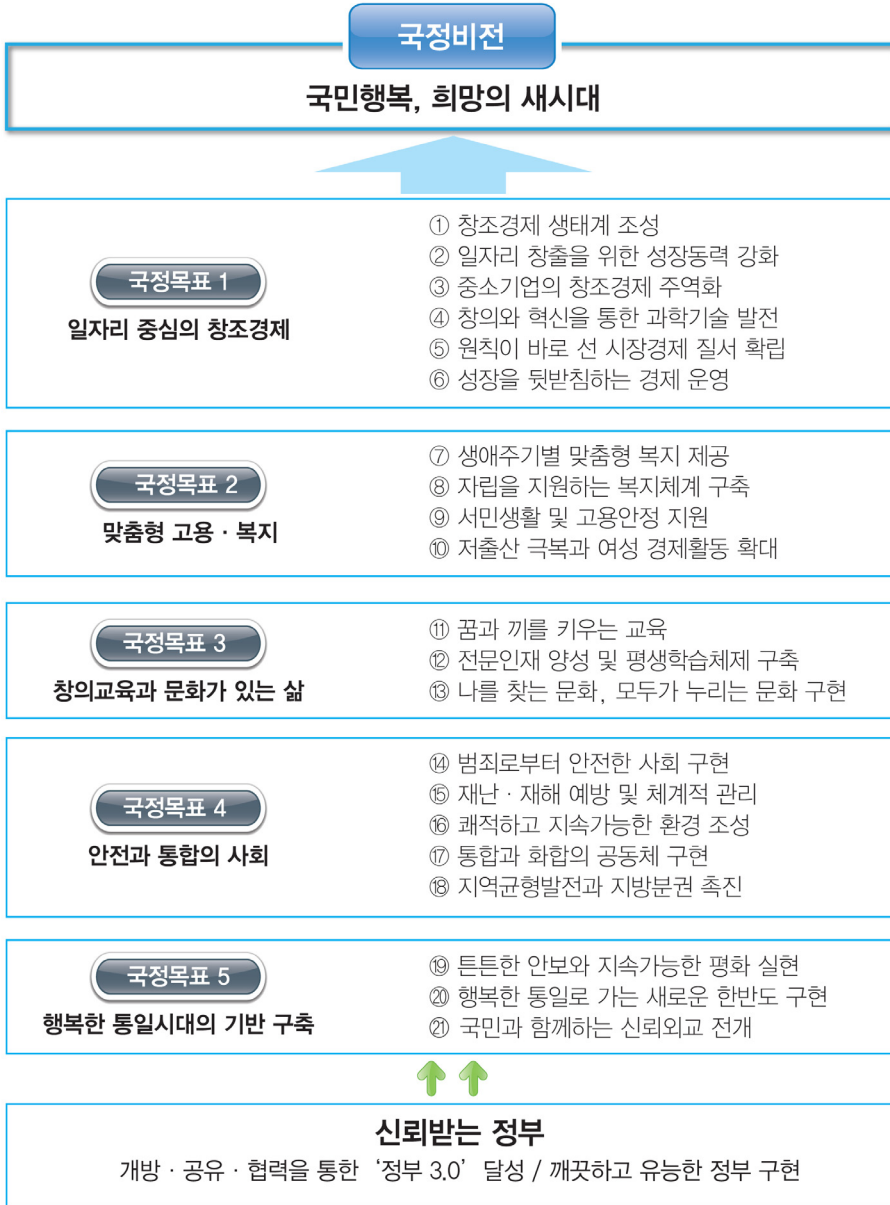 국정비전
국민행복, 희망의 새시대
국정목표 1
일자리 중심의 창조경제
① 창조경제 생태계 조성
② 일자리 창출을 위한 성장동력 강화
③ 중소기업의 창조경제 주역화
④ 창의와 혁신을 통한 과학기술 발전
⑤ 원칙이 바로 선 시장경제 질서 확립
⑥ 성장을 뒷받침하는 경제 운영
국정목표 2
맞춤형 고용 · 복지
⑦ 생애주기별 맞춤형 복지 제공
⑧ 자립을 지원하는 복지체계 구축
⑨ 서민생활 및 고용안정 지원
⑩ 저출산 극복과 여성 경제활동 확대
국정목표 3
창의교육과 문화가 있는 삶
⑪ 꿈과 끼를 키우는 교육
⑫ 전문인재 양성 및 평생학습체제 구축
⑬ 나를 찾는 문화, 모두가 누리는 문화 구현
국정목표 4
안전과 통합의 사회
⑭ 범죄로부터 안전한 사회 구현
⑮ 재난 · 재해 예방 및 체계적 관리
⑯ 쾌적하고 지속가능한 환경 조성
⑰ 통합과 화합의 공동체 구현
⑱ 지역균형발전과 지방분권 촉진
국정목표 5
행복한 통일시대의 기반 구축
⑲ 튼튼한 안보와 지속가능한 평화 실현
⑳ 행복한 통일로 가는 새로운 한반도 구현
㉑ 국민과 함께하는 신뢰외교 전개
신뢰받는 정부
개방 · 공유 · 협력을 통한 ‘정부 3.0’ 달성 / 깨끗하고 유능한 정부 구현